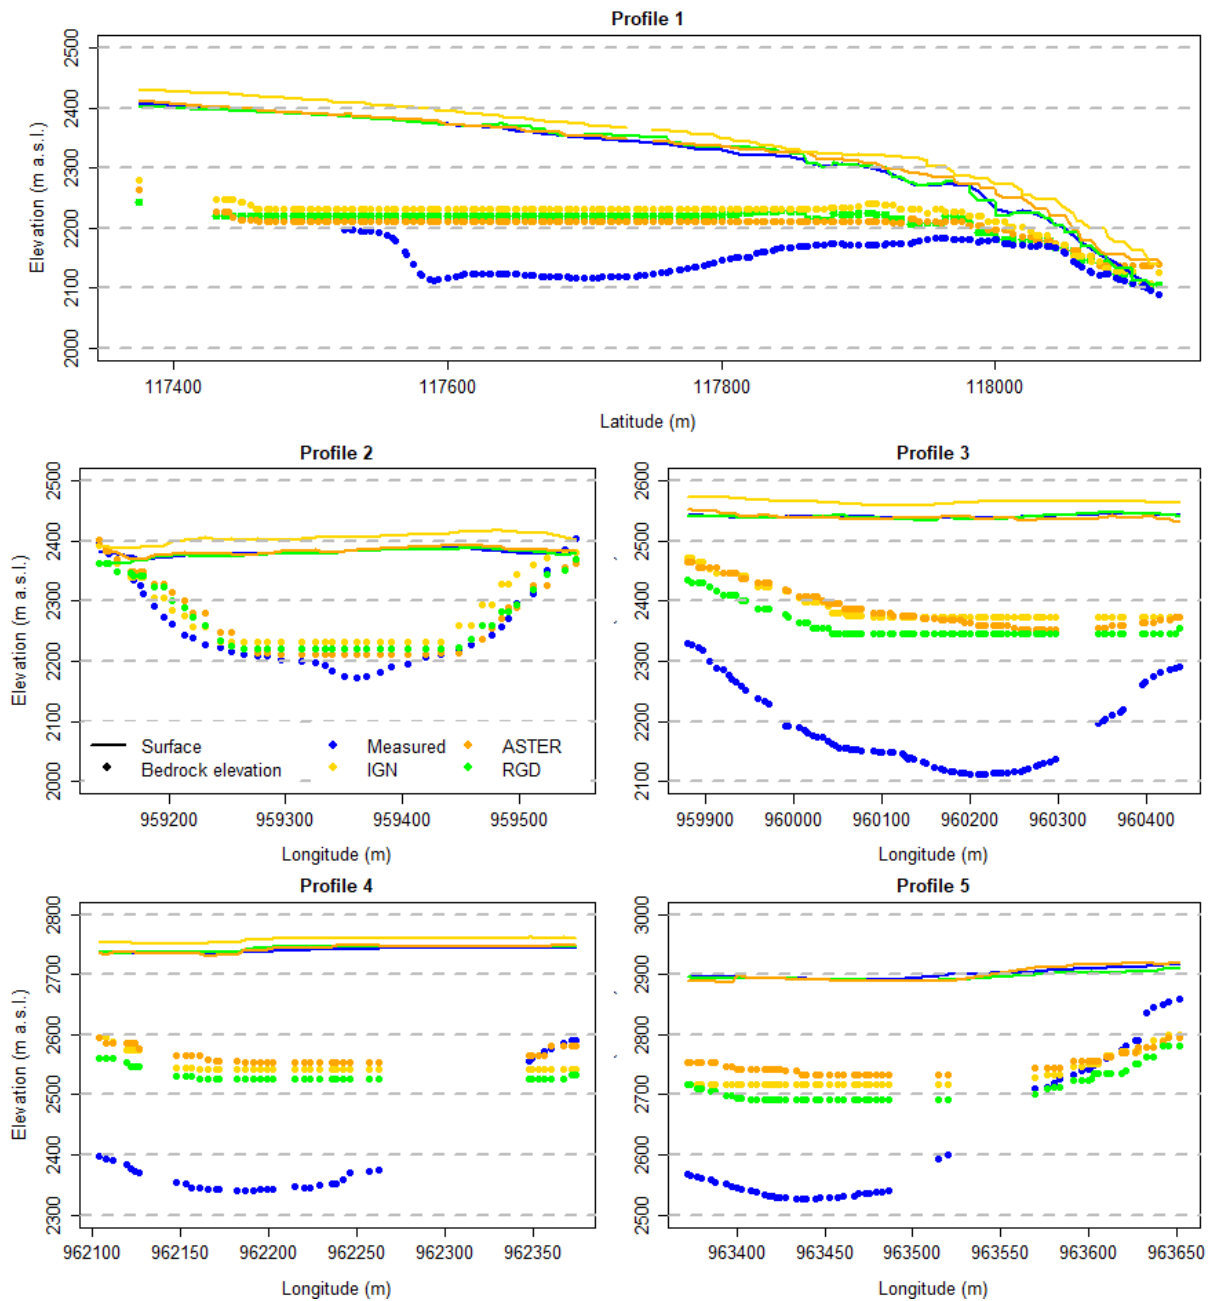 Profile 1
Elevation (m a.s.l.)
2500
2400
2300
2200
2100
2000
117400 117600 117800 118000
Latitude (m)
Profile 2
Elevation (m a.s.l.)
2500
2400
2300
2200
2100
2000
Surface Measured ASTER
Bedrock elevation IGN RGD
959200 959300 959400 959500
Longitude (m)
Profile 3
2600
2500
2400
2300
2200
2100
959900 960000 960100 960200 960300 960400
Longitude (m)
Profile 4
Elevation (m a.s.l.)
2800
2700
2600
2500
2400
2300
962100 962150 962200 962250 962300 962350
Longitude (m)
Profile 5
3000
2900
2800
2700
2600
2500
963400 963450 963500 963550 963600 963650
Longitude (m)